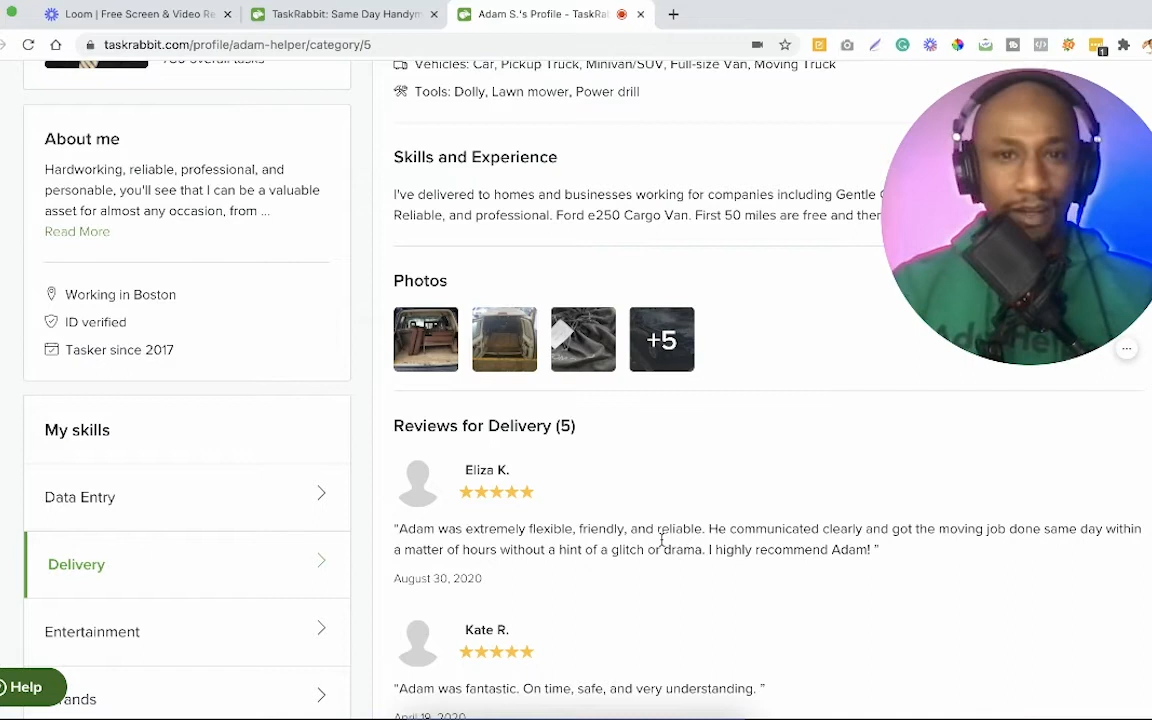 Loom | Free Screen & Video Re
TaskRabbit: Same Day Handym
Adam S.'s Profile - TaskRa
taskrabbit.com/profile/adam-helper/category/5
overall tasks
Vehicles: Car, Pickup Truck, Minivan/SUV, Full-size Van, Moving Truck
Tools: Dolly, Lawn mower, Power drill
About me
Hardworking, reliable, professional, and
personable, you'll see that I can be a valuable
asset for almost any occasion, from ...
Read More
Working in Boston
ID verified
Tasker since 2017
My skills
Data Entry
Delivery
Entertainment
rands
Help
Skills and Experience
I've delivered to homes and businesses working for companies including Gentle
Reliable, and professional. Ford e250 Cargo Van. First 50 miles are free and then
Photos
+5
Reviews for Delivery (5)
Eliza K.
"Adam was extremely flexible, friendly, and reliable. He communicated clearly and got the moving job done same day within
a matter of hours without a hint of a glitch or drama. I highly recommend Adam! "
August 30, 2020
Kate R.
"Adam was fantastic. On time, safe, and very understanding. "
April 19, 2020